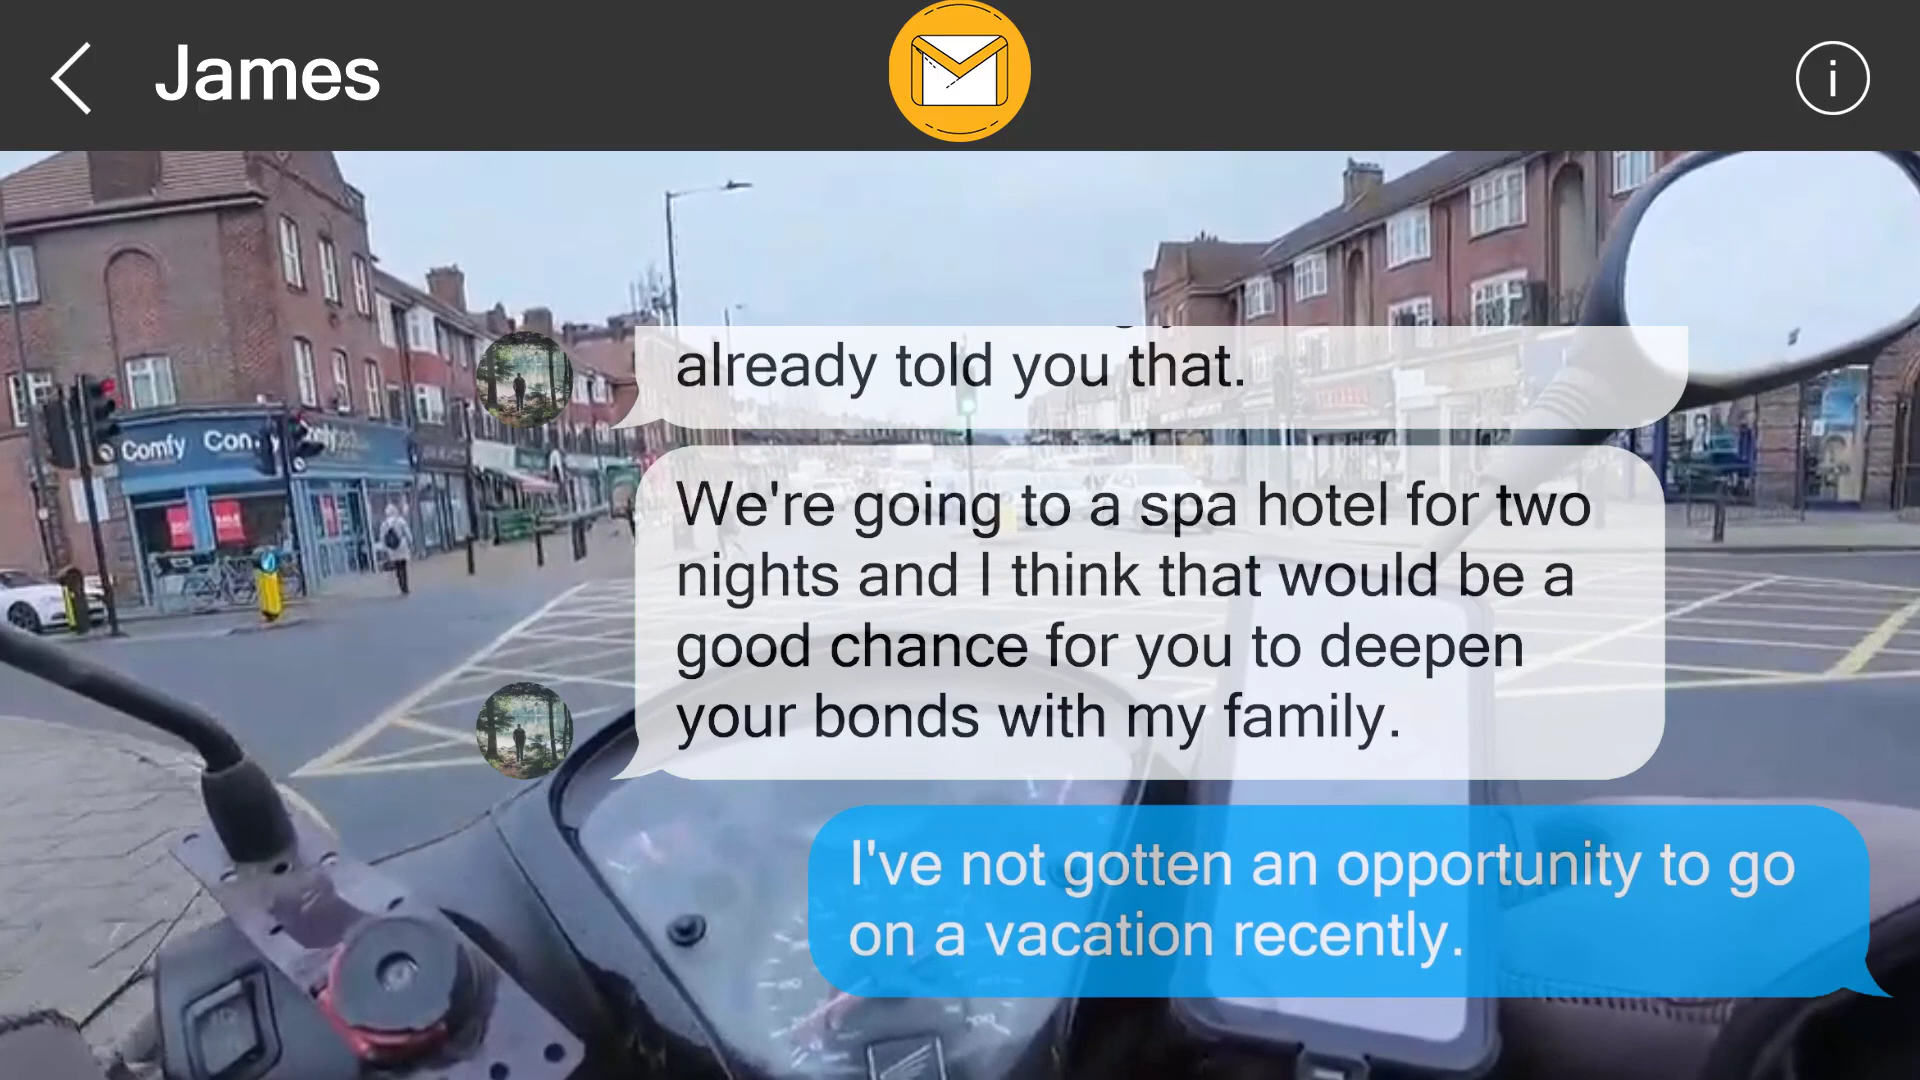 James
already told you that.
We're going to a spa hotel for two
nights and I think that would be a
good chance for you to deepen
your bonds with my family.
I've not gotten an opportunity to go
on a vacation recently.
Comfy